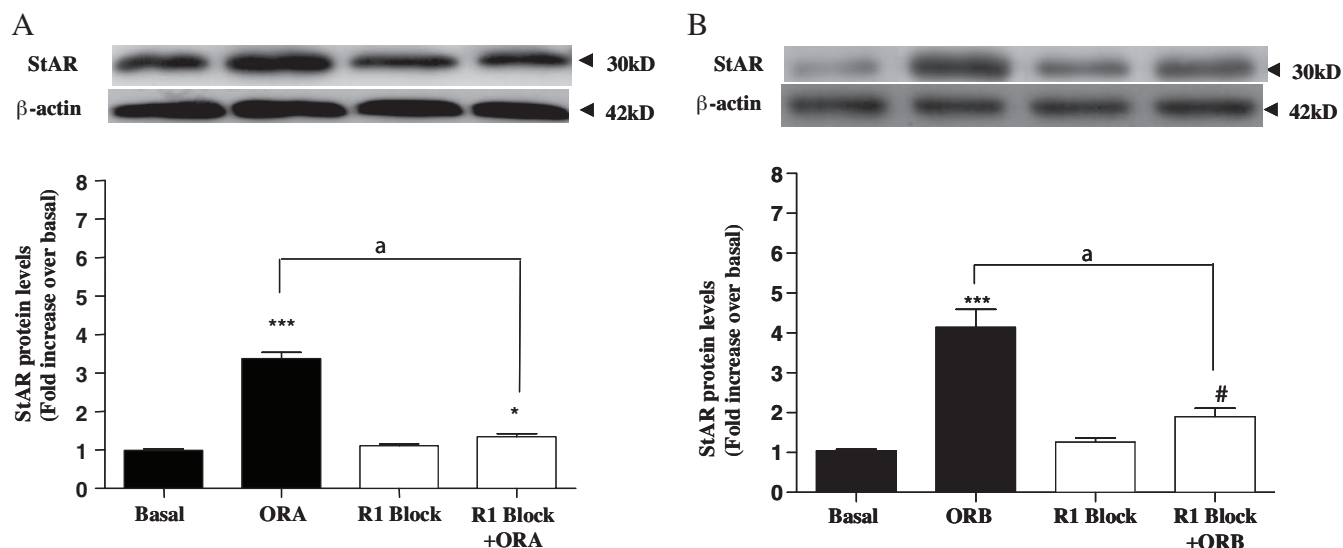 A
StAR
30kD
β-actin
42kD
StAR protein levels
(Fold increase over basal)
8
7
6
5
4
3
2
1
0
a
***
*
Basal
ORA
R1 Block
R1 Block
+ORA
B
StAR
30kD
β-actin
42kD
StAR protein levels
(Fold increase over basal)
8
7
6
5
4
3
2
1
0
a
***
#
Basal
ORB
R1 Block
R1 Block
+ORB